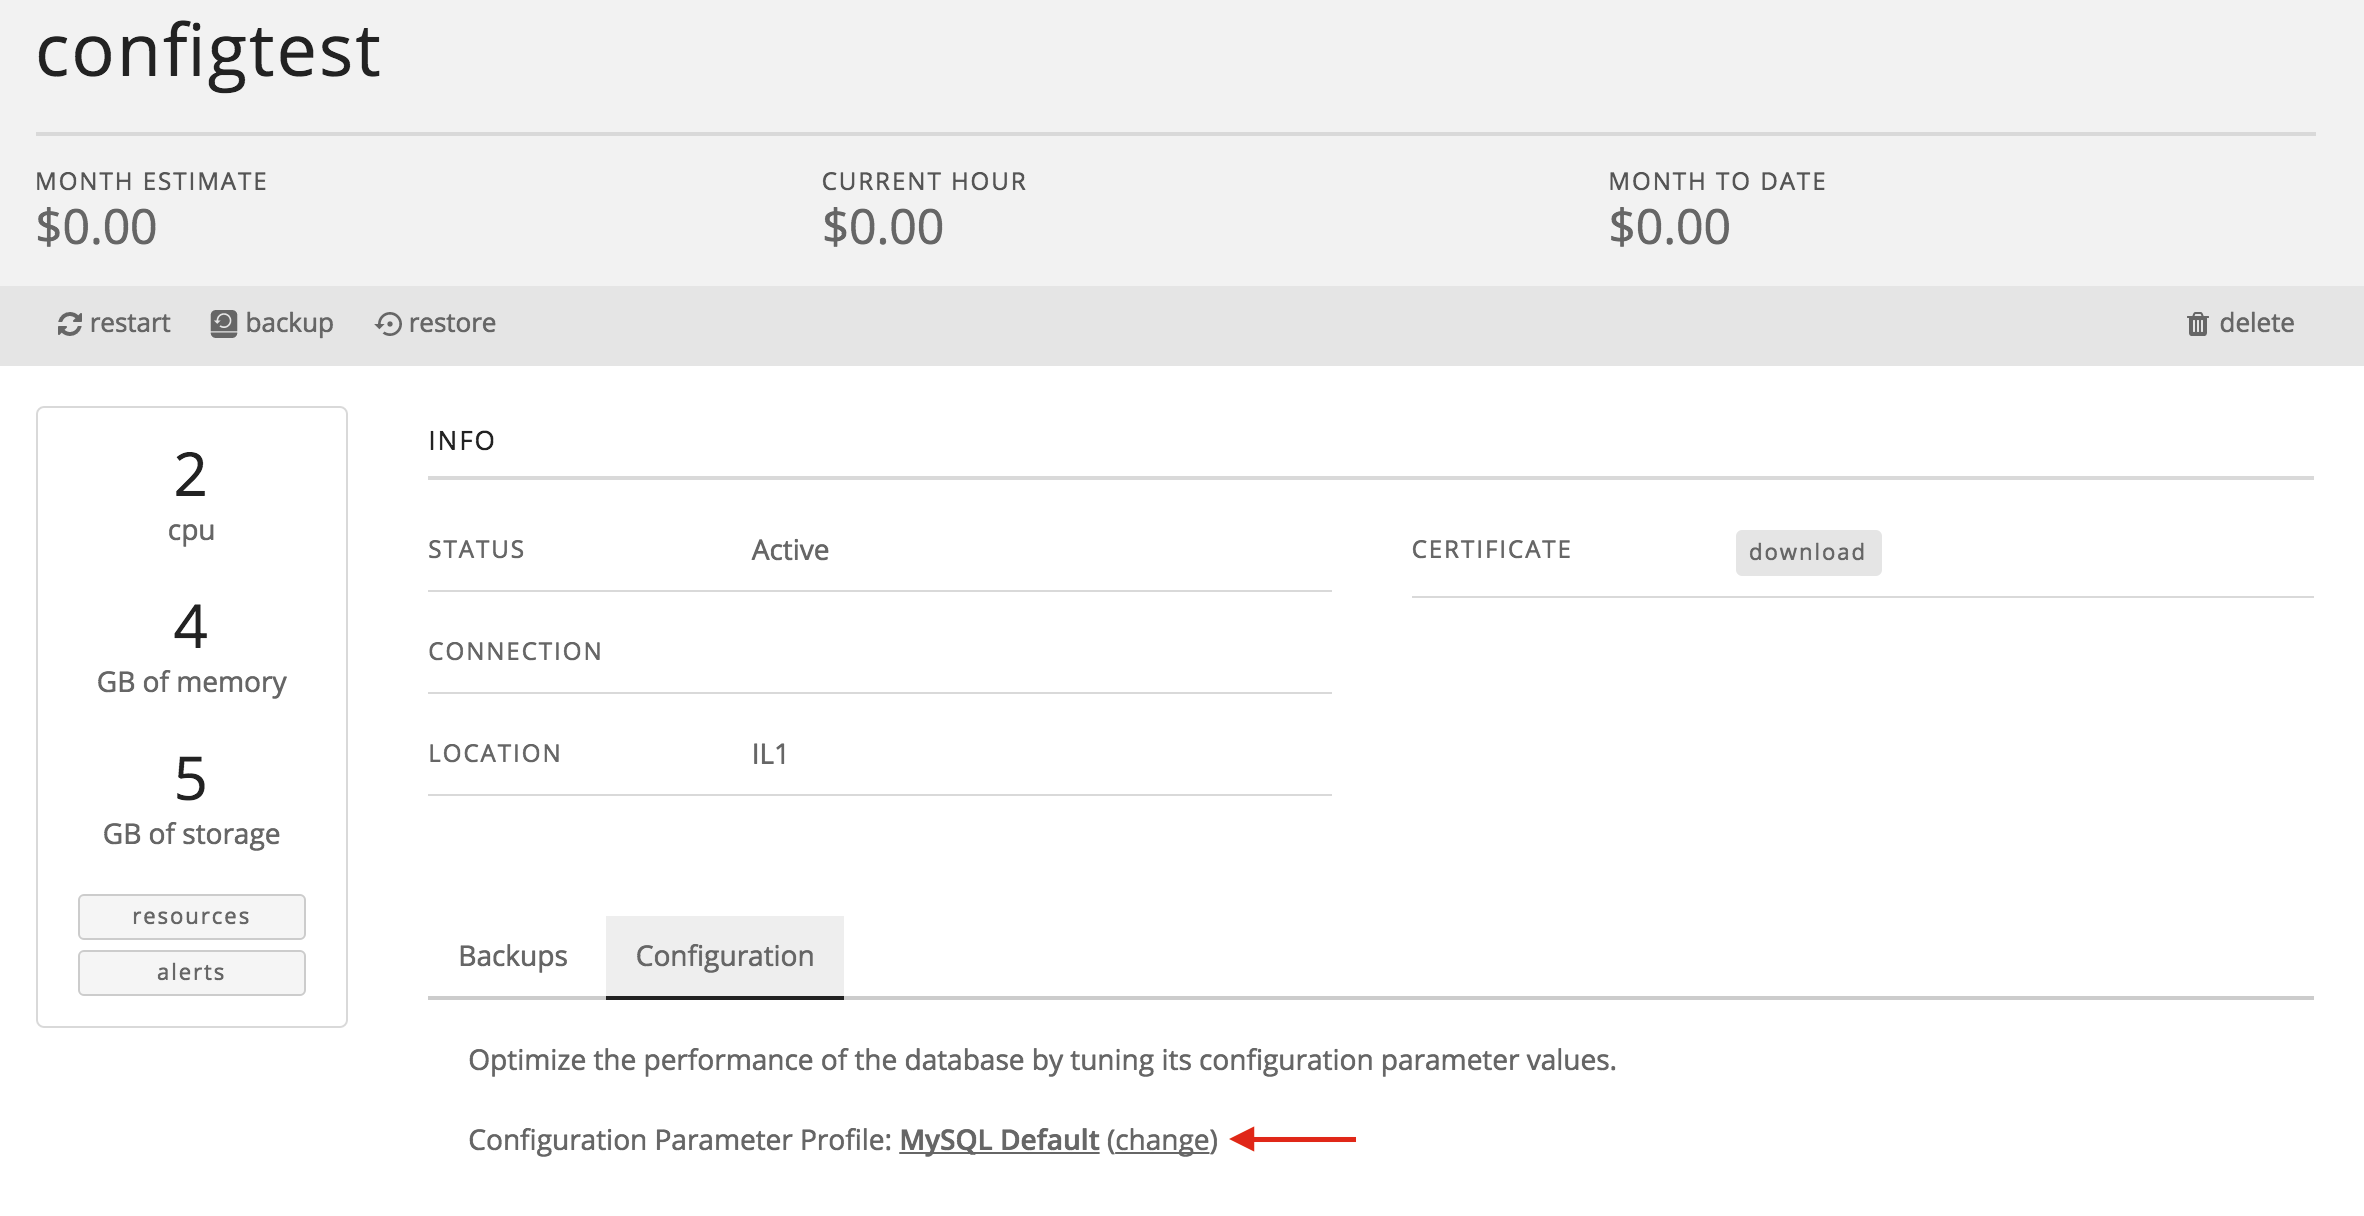 configtest
MONTH ESTIMATE
$0.00
CURRENT HOUR
$0.00
MONTH TO DATE
$0.00
restart backup restore delete
2
cpu
4
GB of memory
5
GB of storage
resources
alerts
INFO
STATUS Active
CERTIFICATE download
CONNECTION
LOCATION IL1
Backups Configuration
Optimize the performance of the database by tuning its configuration parameter values.
Configuration Parameter Profile: MySQL Default (change)